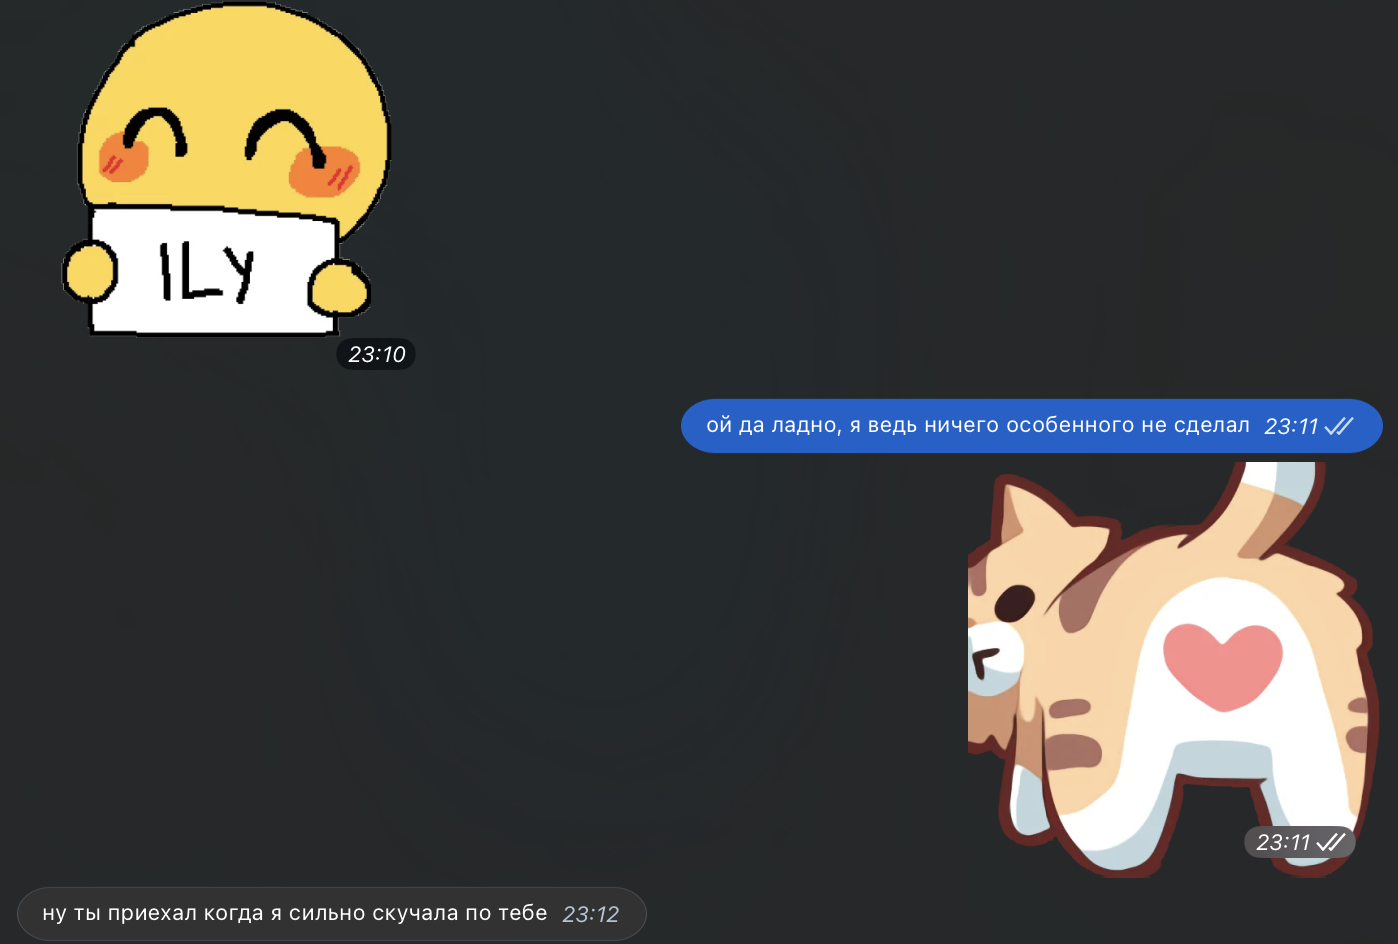 ILY
23:10
ой да ладно, я ведь ничего особенного не сделал 23:11
23:11
ну ты приехал когда я сильно скучала по тебе 23:12